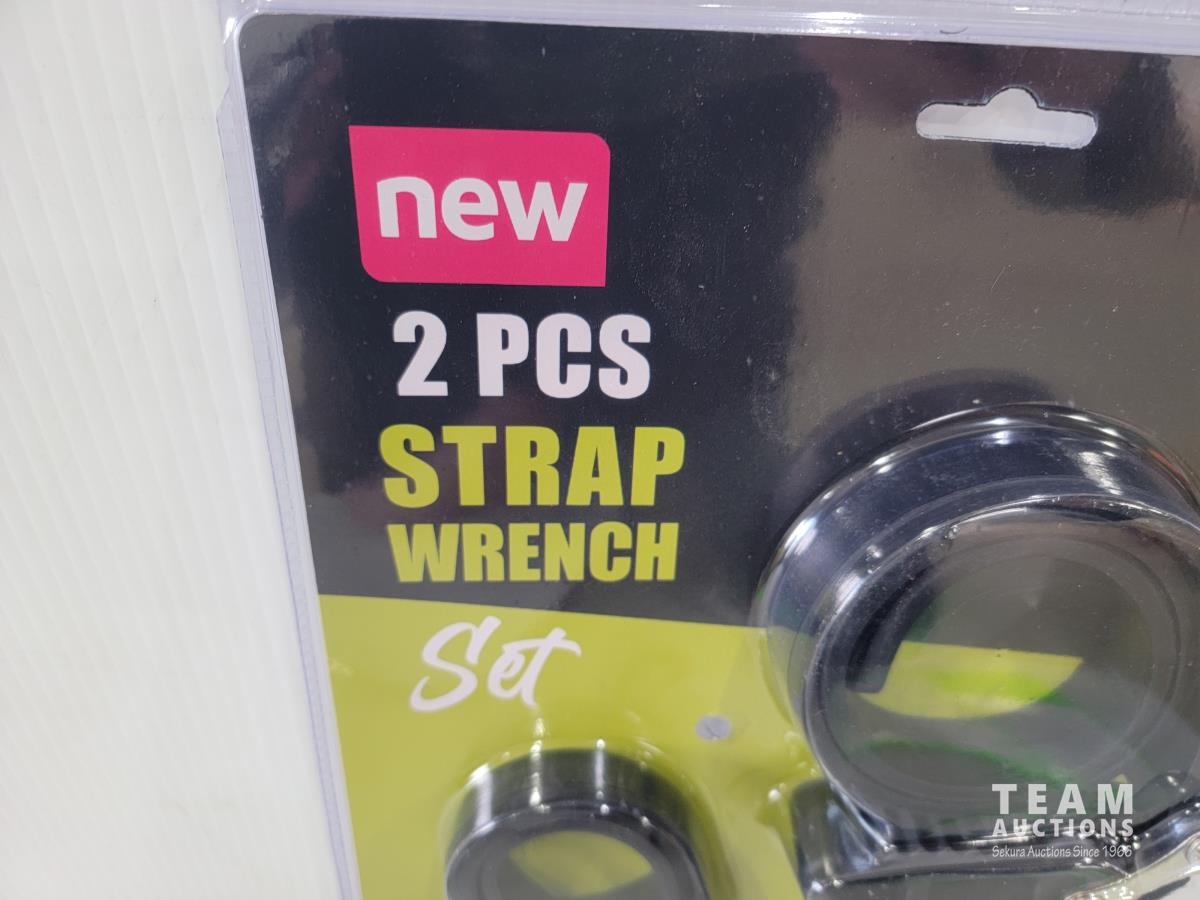 new
2 PCS
STRAP
WRENCH
Set
TEAM
AUCTIONS
Sekura Auctions Since 1966